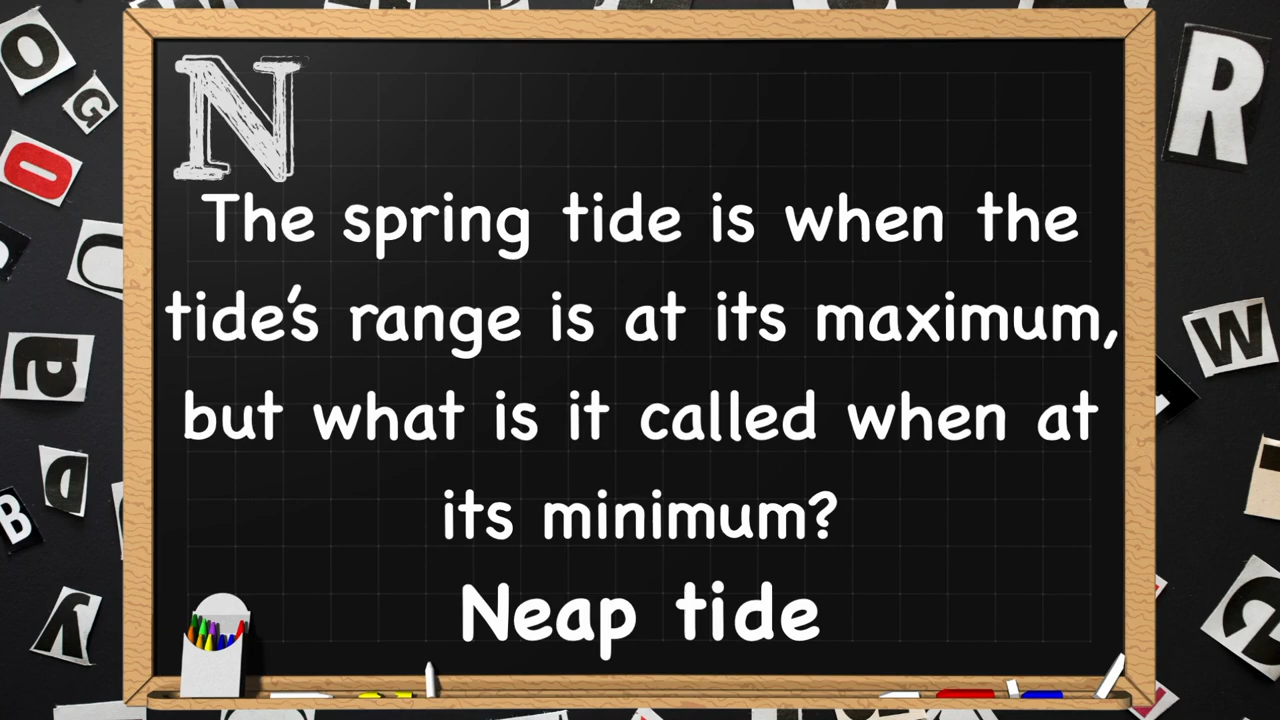 N
The spring tide is when the
tide's range is at its maximum,
but what is it called when at
its minimum?
Neap tide
O
G
O
a
B
R
W